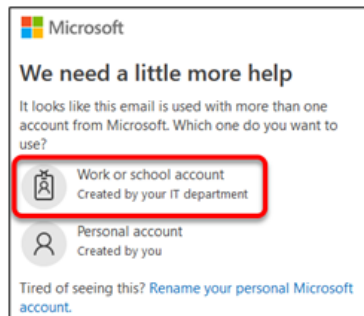 Microsoft
We need a little more help
It looks like this email is used with more than one
account from Microsoft. Which one do you want to
use?
Work or school account
Created by your IT department
Personal account
Created by you
Tired of seeing this? Rename your personal Microsoft
account.